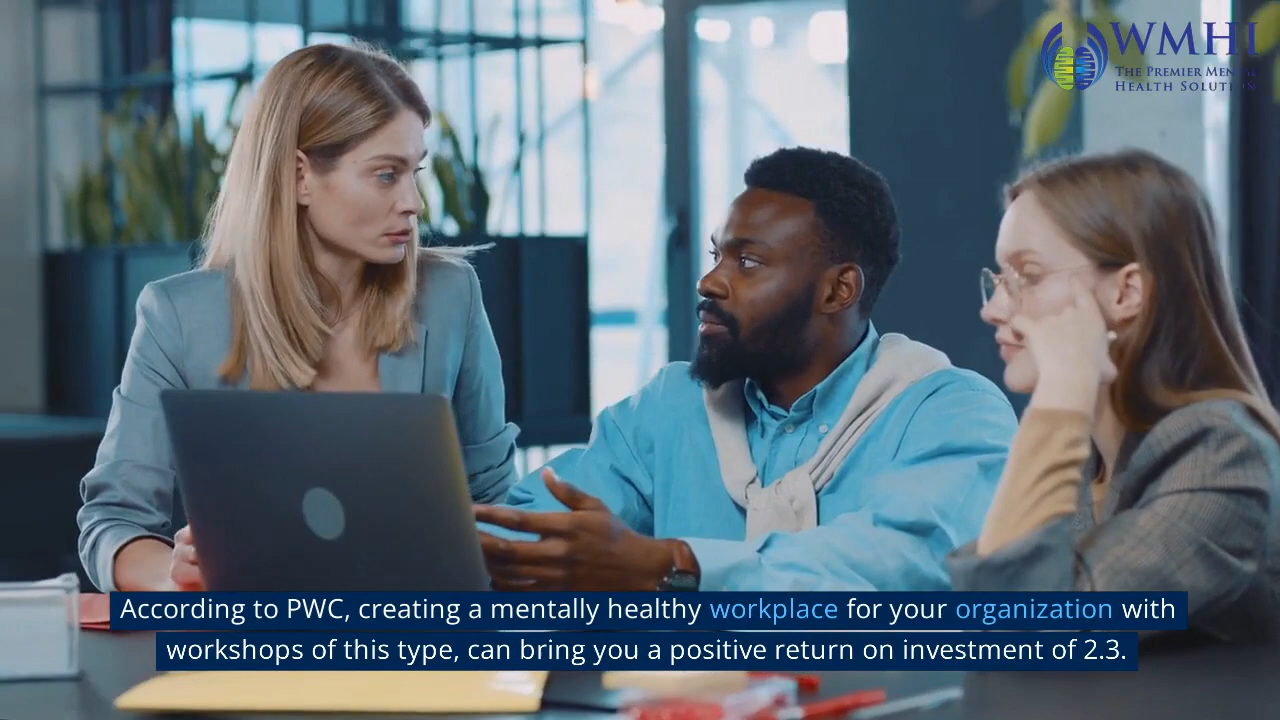 WMHI
THE PREMIER MENTAL
HEALTH SOLUTION
According to PWC, creating a mentally healthy workplace for your organization with
workshops of this type, can bring you a positive return on investment of 2.3.